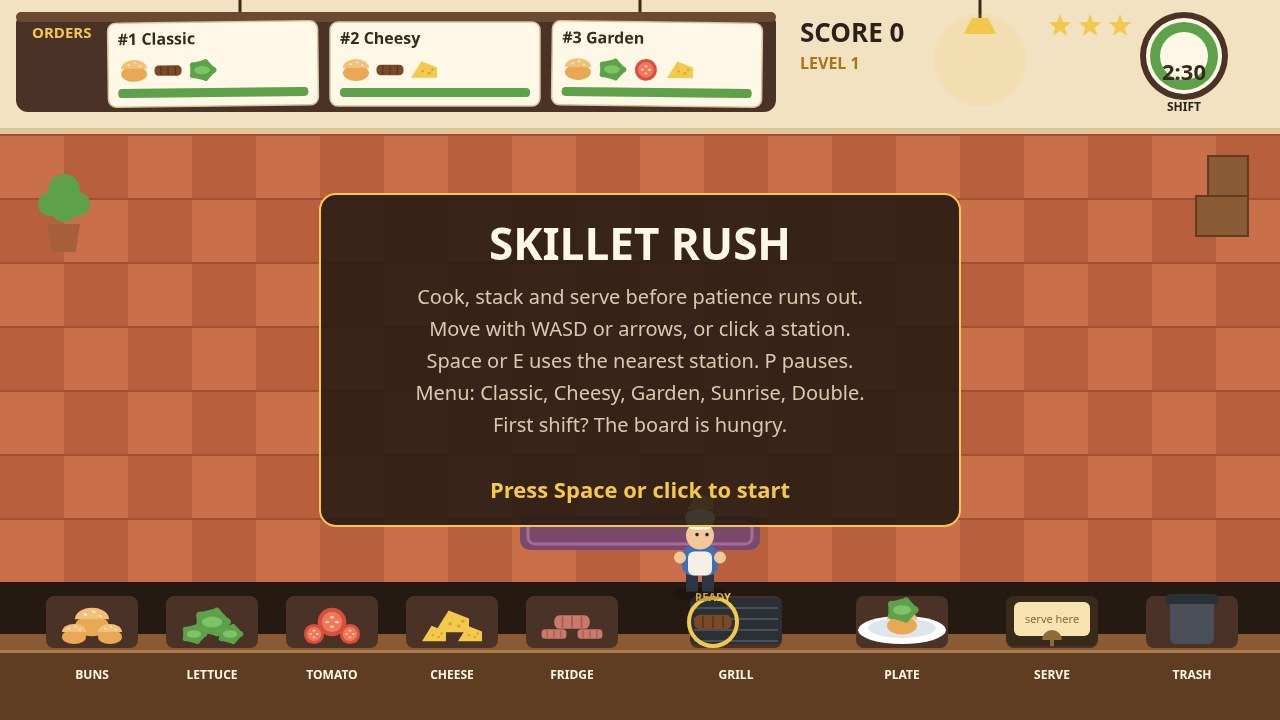 ORDERS
#1 Classic
#2 Cheesy
#3 Garden
SCORE 0
LEVEL 1
2:30
SHIFT
SKILLET RUSH
Cook, stack and serve before patience runs out.
Move with WASD or arrows, or click a station.
Space or E uses the nearest station. P pauses.
Menu: Classic, Cheesy, Garden, Sunrise, Double.
First shift? The board is hungry.
Press Space or click to start
READY
serve here
BUNS
LETTUCE
TOMATO
CHEESE
FRIDGE
GRILL
PLATE
SERVE
TRASH